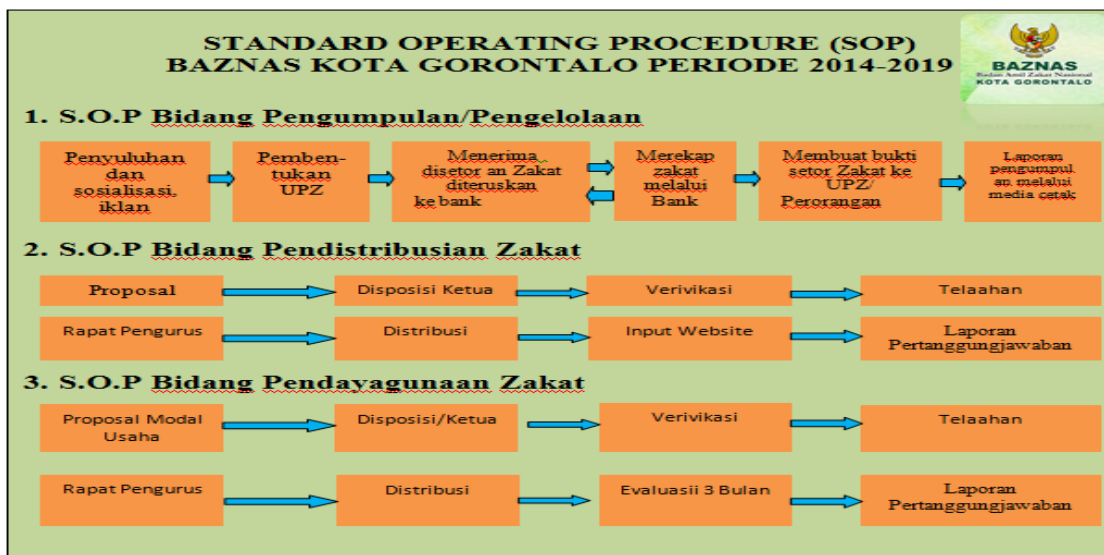 STANDARD OPERATING PROCEDURE (SOP)
BAZNAS KOTA GORONTALO PERIODE 2014-2019
BAZNAS
Badan Amil Zakat Nasional
KOTA GORONTALO
1. S.O.P Bidang Pengumpulan/Pengelolaan
Penyuluhan
dan
sosialisasi,
iklan
Pemben-
tukan
UPZ
Menerima
disetor an Zakat
diteruskan
ke bank
Merekap
zakat
melalui
Bank
Membuat bukti
setor Zakat ke
UPZ/
Perorangan
Laporan
pengumpul
an melalui
media cetak
2. S.O.P Bidang Pendistribusian Zakat
Proposal
Disposisi Ketua
Verivikasi
Telaahan
Rapat Pengurus
Distribusi
Input Website
Laporan
Pertanggungjawaban
3. S.O.P Bidang Pendayagunaan Zakat
Proposal Modal
Usaha
Disposisi/Ketua
Verivikasi
Telaahan
Rapat Pengurus
Distribusi
Evaluasii 3 Bulan
Laporan
Pertanggungjawaban